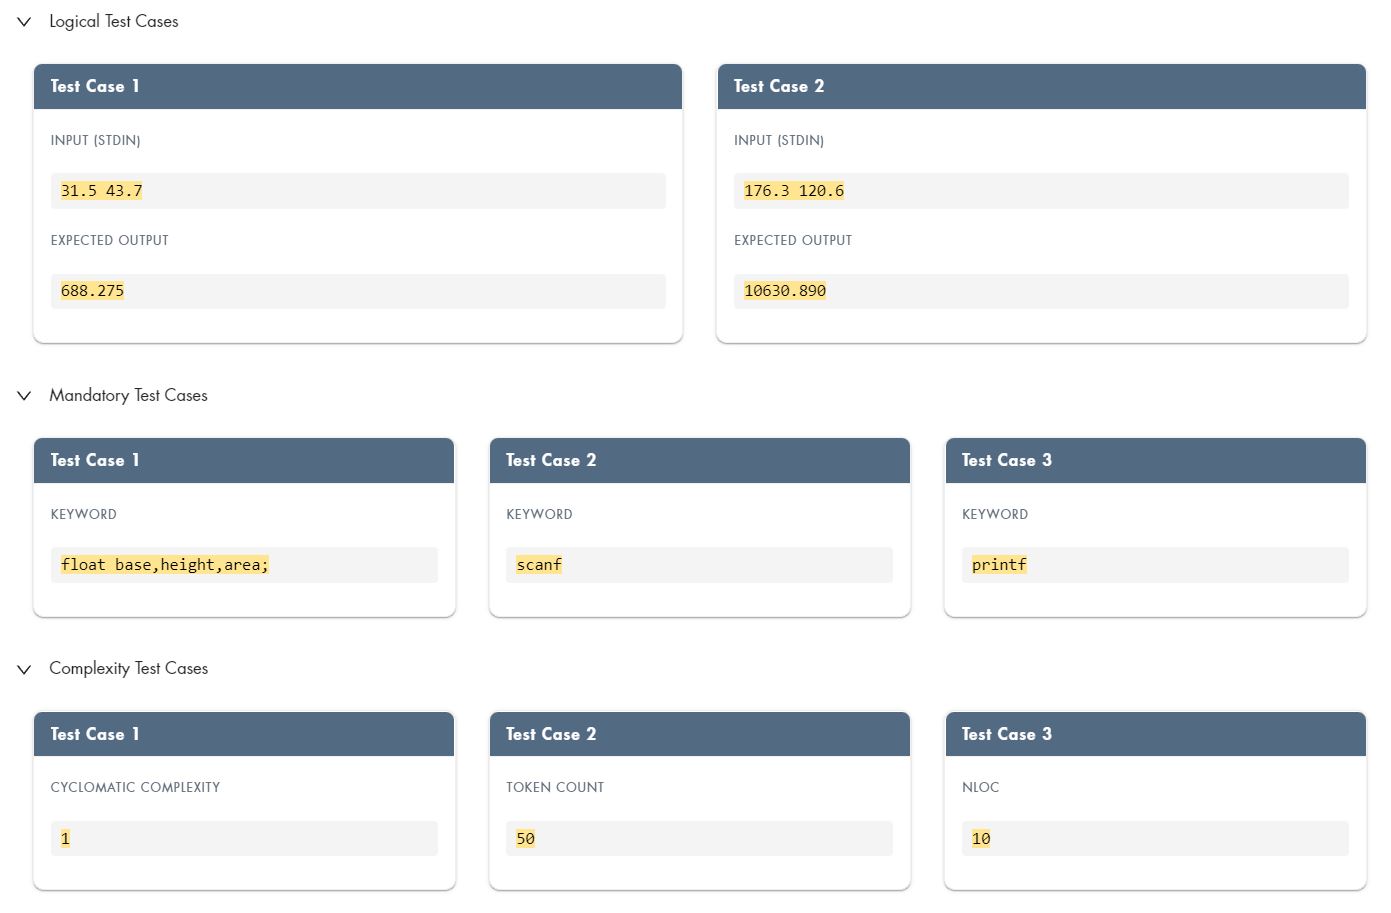 Logical Test Cases
Test Case 1
INPUT (STDIN)
31.5 43.7
EXPECTED OUTPUT
688.275
Test Case 2
INPUT (STDIN)
176.3 120.6
EXPECTED OUTPUT
10630.890
Mandatory Test Cases
Test Case 1
KEYWORD
float base,height,area;
Test Case 2
KEYWORD
scanf
Test Case 3
KEYWORD
printf
Complexity Test Cases
Test Case 1
CYCLOMATIC COMPLEXITY
1
Test Case 2
TOKEN COUNT
50
Test Case 3
NLOC
10